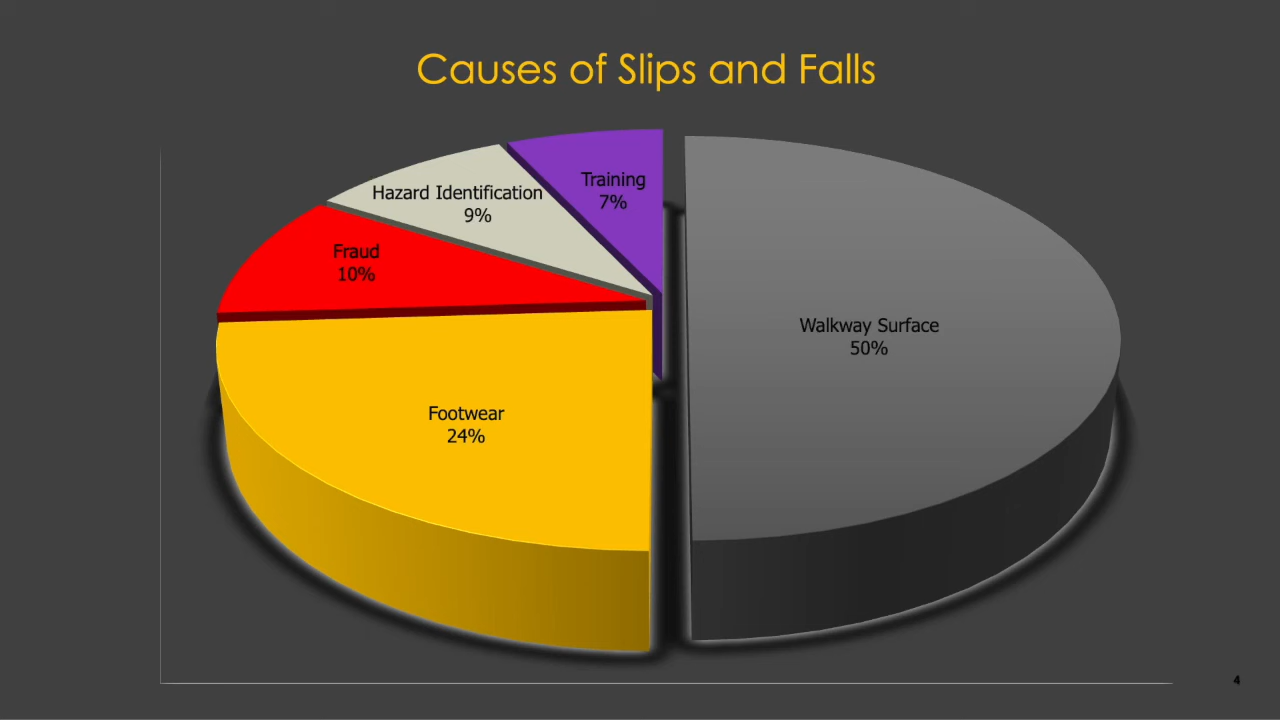 Causes of Slips and Falls
Training
7%
Hazard Identification
9%
Fraud
10%
Walkway Surface
50%
Footwear
24%
4